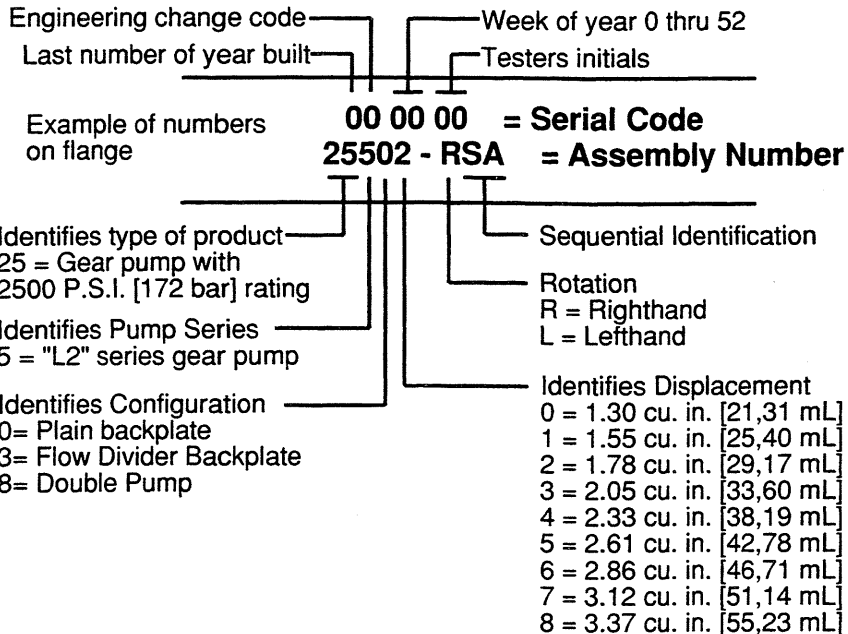 Engineering change code
Week of year 0 thru 52
Last number of year built
Testers initials
Example of numbers
on flange
00 00 00 = Serial Code
25502 - RSA = Assembly Number
Identifies type of product
25 = Gear pump with
2500 P.S.I. [172 bar] rating
Identifies Pump Series
5 = "L2" series gear pump
Identifies Configuration
0= Plain backplate
3= Flow Divider Backplate
8= Double Pump
Sequential Identification
Rotation
R = Righthand
L = Lefthand
Identifies Displacement
0 = 1.30 cu. in. [21,31 mL]
1 = 1.55 cu. in. [25,40 mL]
2 = 1.78 cu. in. [29,17 mL]
3 = 2.05 cu. in. [33,60 mL]
4 = 2.33 cu. in. [38,19 mL]
5 = 2.61 cu. in. [42,78 mL]
6 = 2.86 cu. in. [46,71 mL]
7 = 3.12 cu. in. [51,14 mL]
8 = 3.37 cu. in. [55,23 mL]